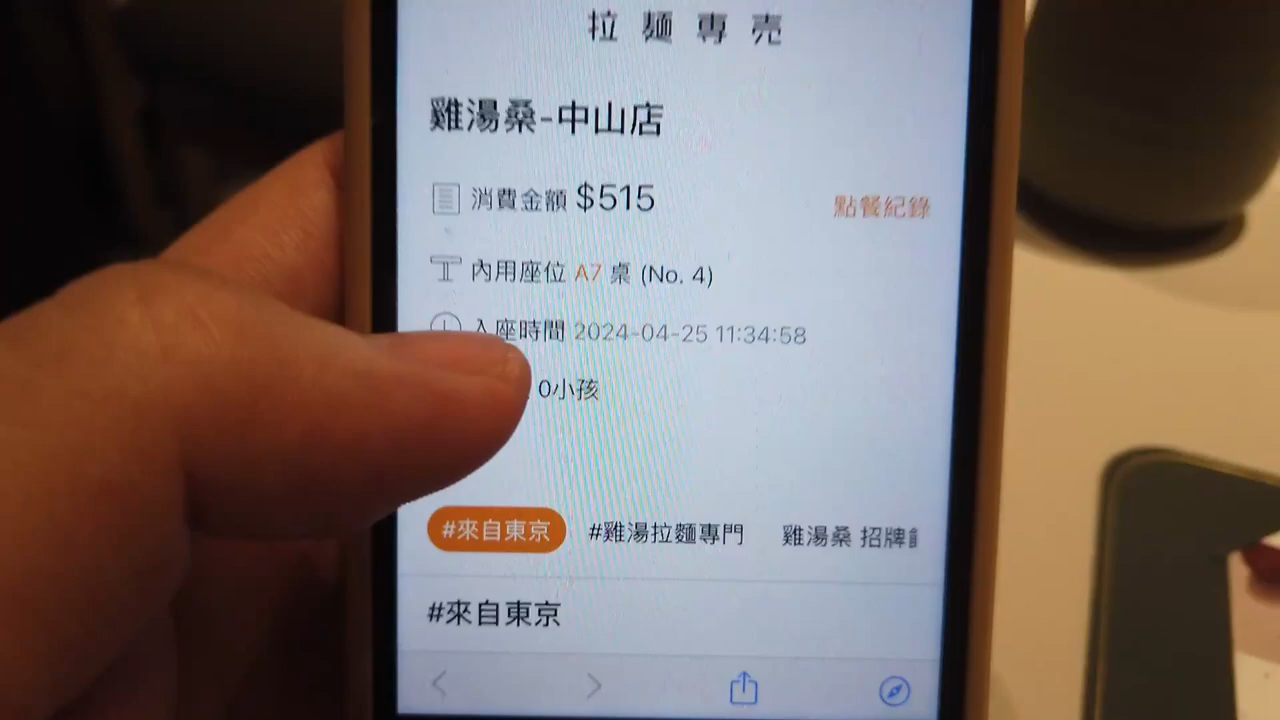 拉麺専売
雞湯桑-中山店
消費金額 $515
點餐紀錄
內用座位 A7 桌 (No. 4)
入座時間 2024-04-25 11:34:58
0小孩
#來自東京 #雞湯拉麵專門 雞湯桑 招牌
#來自東京